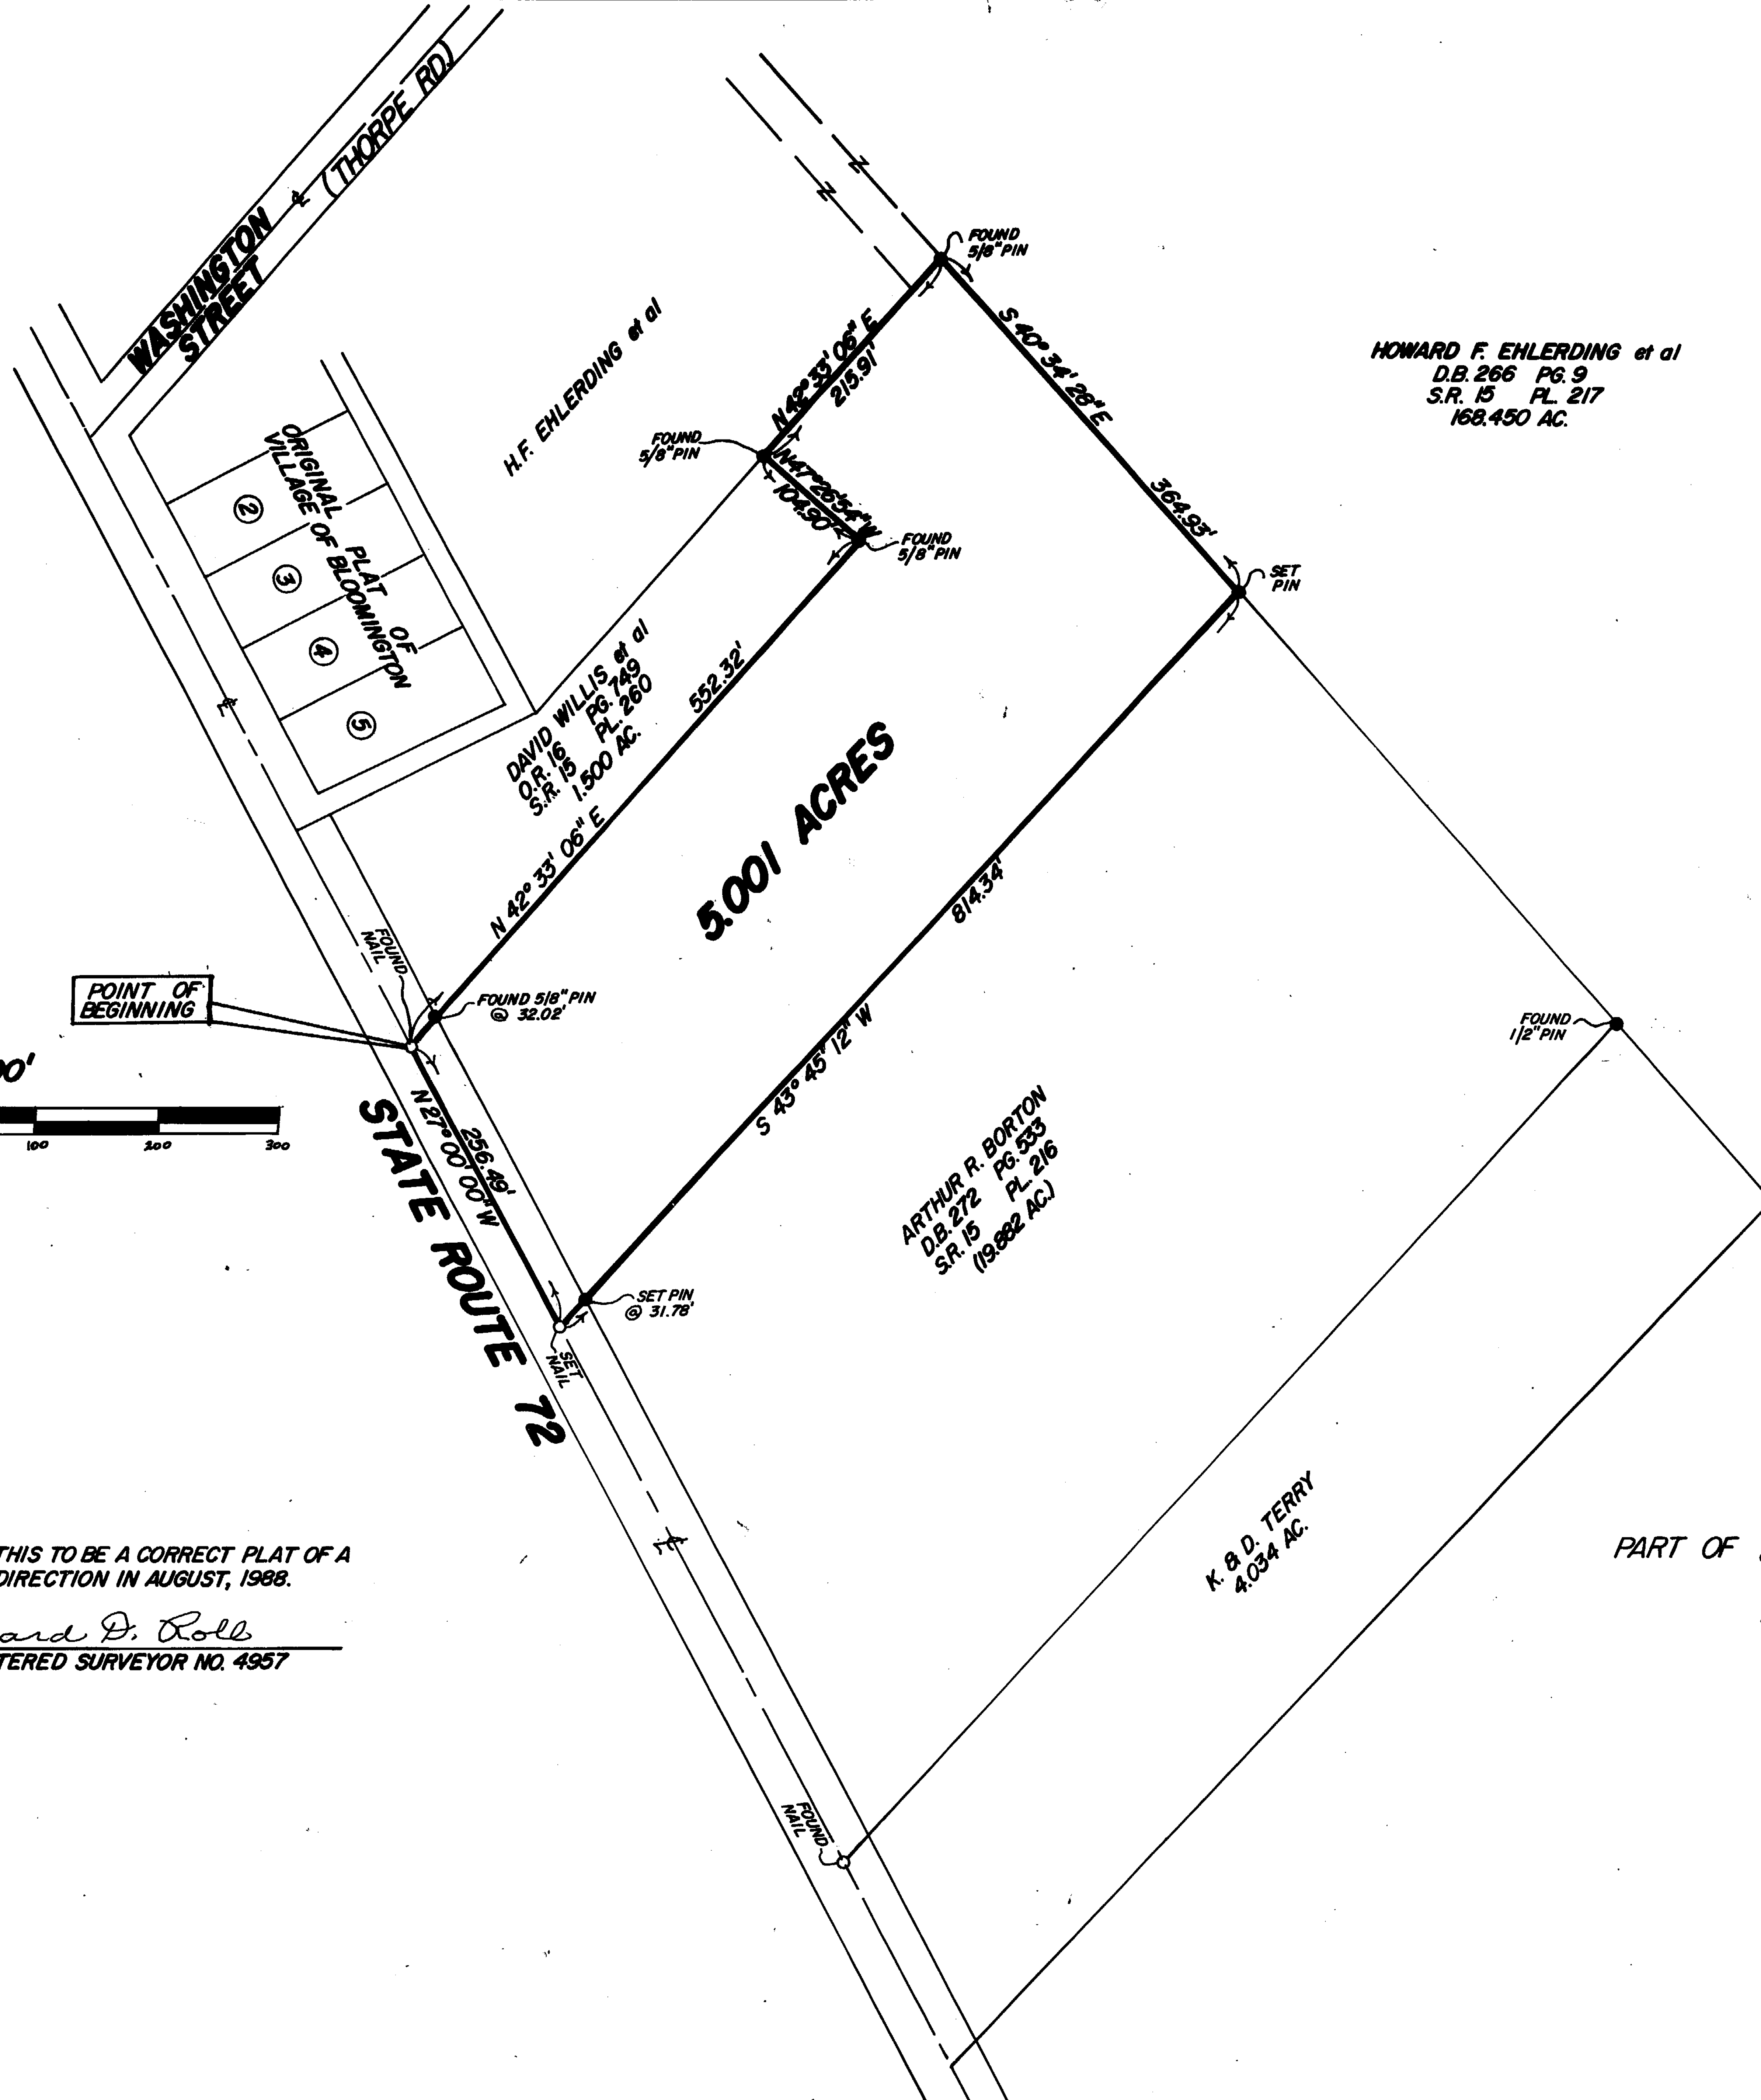 WASHINGTON
STREET
(THORPE RD.)
FOUND
5/8" PIN
N 42° 33' 06" E
215.91'
S 40° 34' 28" E
364.93'
HOWARD F. EHLERDING et al
D.B. 266 PG. 9
S.R. 15 PL. 217
168.450 AC.
H.F. EHLERDING et al
FOUND
5/8" PIN
N 47° 26' 54" W
104.90'
FOUND
5/8" PIN
SET
PIN
ORIGINAL PLAT OF
VILLAGE OF BLOOMINGTON
2
3
4
5
DAVID WILLIS et al
O.R. 16 PG. 749
S.R. 15 PL. 260
1.500 AC.
552.32'
N 42° 33' 06" E
5.001 ACRES
814.34'
S 43° 45' 12" W
FOUND
NAIL
POINT OF
BEGINNING
FOUND 5/8" PIN
@ 32.02'
FOUND
1/2" PIN
00'
100 200 300
256.49'
N 27° 00' 00" W
STATE ROUTE 72
ARTHUR R. BORTON
D.B. 272 PG. 533
S.R. 15 PL. 216
(19.882 AC.)
SET PIN
@ 31.78'
SET
NAIL
K. & D. TERRY
4.034 AC.
PART OF
THIS TO BE A CORRECT PLAT OF A
DIRECTION IN AUGUST, 1988.
ard D. Roll
TERED SURVEYOR NO. 4957
FOUND
NAIL